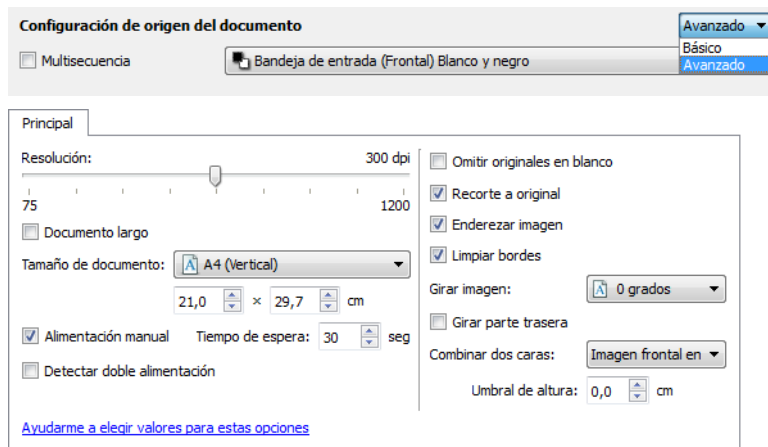 Configuración de origen del documento
Avanzado
Básico
Avanzado
Multisecuencia
Bandeja de entrada (Frontal) Blanco y negro
Principal
Resolución: 300 dpi
75 1200
Documento largo
Tamaño de documento: A4 (Vertical)
21,0 × 29,7 cm
Alimentación manual Tiempo de espera: 30 seg
Detectar doble alimentación
Ayudarme a elegir valores para estas opciones
Omitir originales en blanco
Recorte a original
Enderezar imagen
Limpiar bordes
Girar imagen: 0 grados
Girar parte trasera
Combinar dos caras: Imagen frontal en
Umbral de altura: 0,0 cm